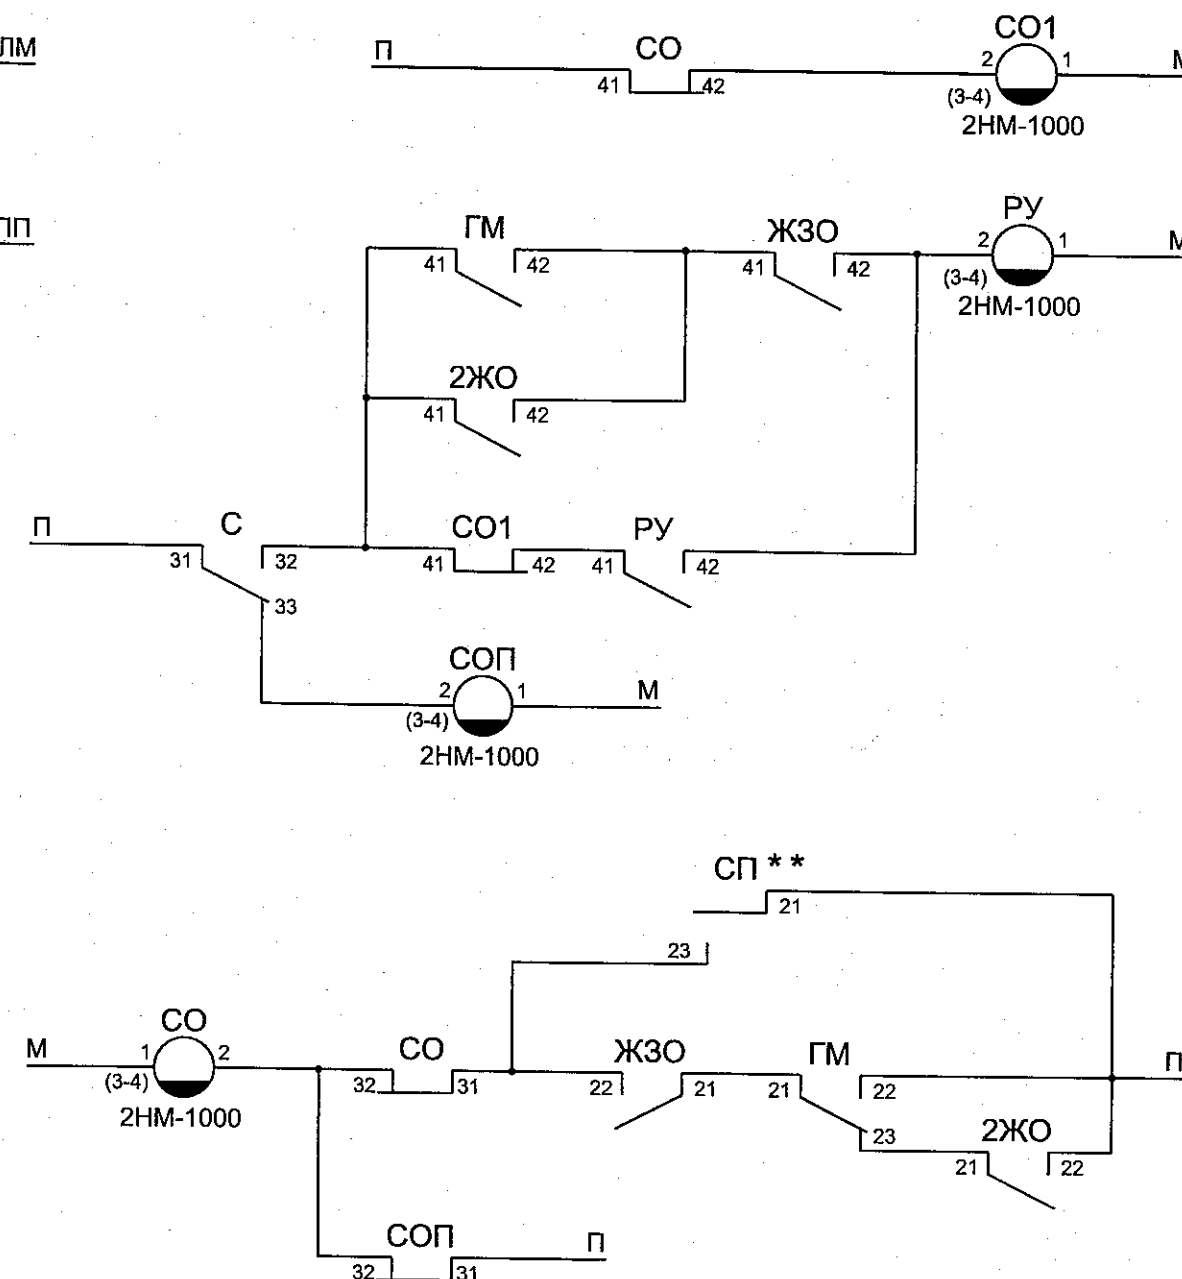 ПМ
П СО СО1
41 42 2 1 М
(3-4)
2НМ-1000
ПП
ГМ ЖЗО РУ
41 42 41 42 2 1 М
(3-4)
2НМ-1000
2ЖО
41 42
П С СО1 РУ
31 32 41 42 41 42
33
СОП
2 1 М
(3-4)
2НМ-1000
СП **
21
23
СО СО ЖЗО ГМ
М 1 2 32 31 22 21 21 22 П
(3-4)
2НМ-1000
23 2ЖО
21 22
СОП П
32 31